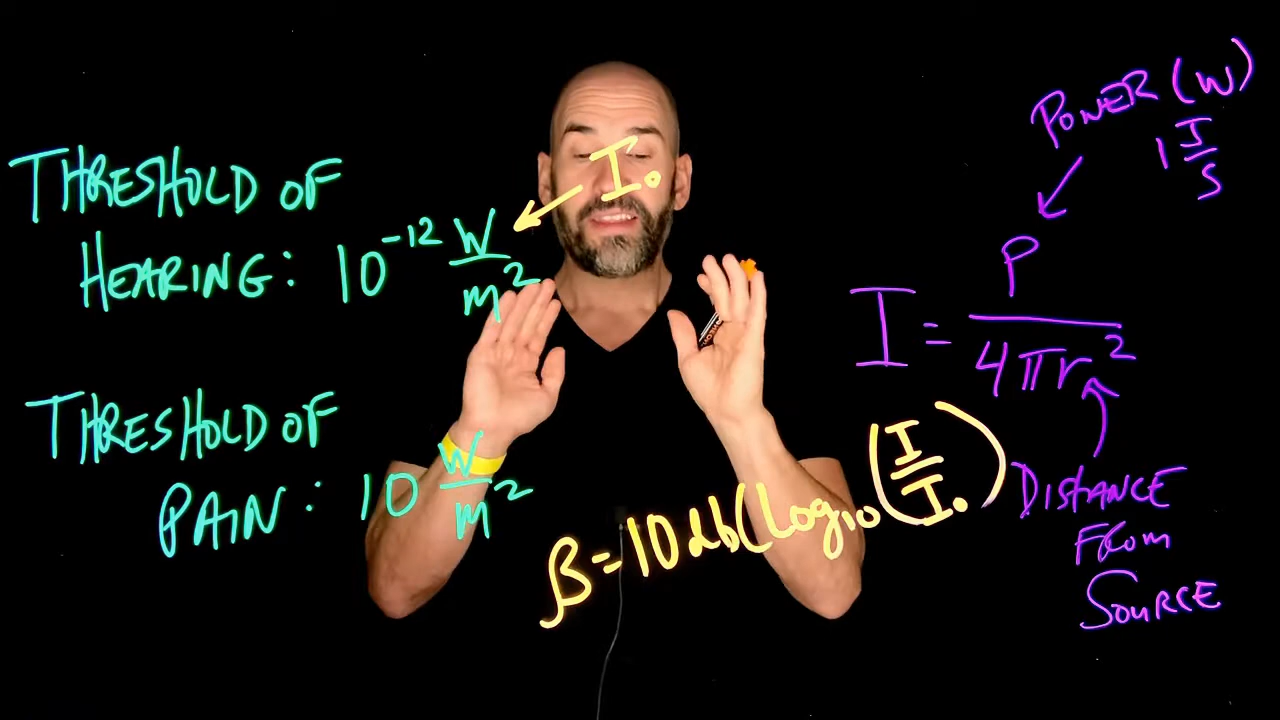 THRESHOLD OF
HEARING: 10⁻¹² W/m²
I₀
THRESHOLD OF
PAIN: 10 W/m²
β = 10 db(log₁₀(I/I₀)
POWER (W)
1 J/S
I = P/4πr²
DISTANCE
FROM
SOURCE